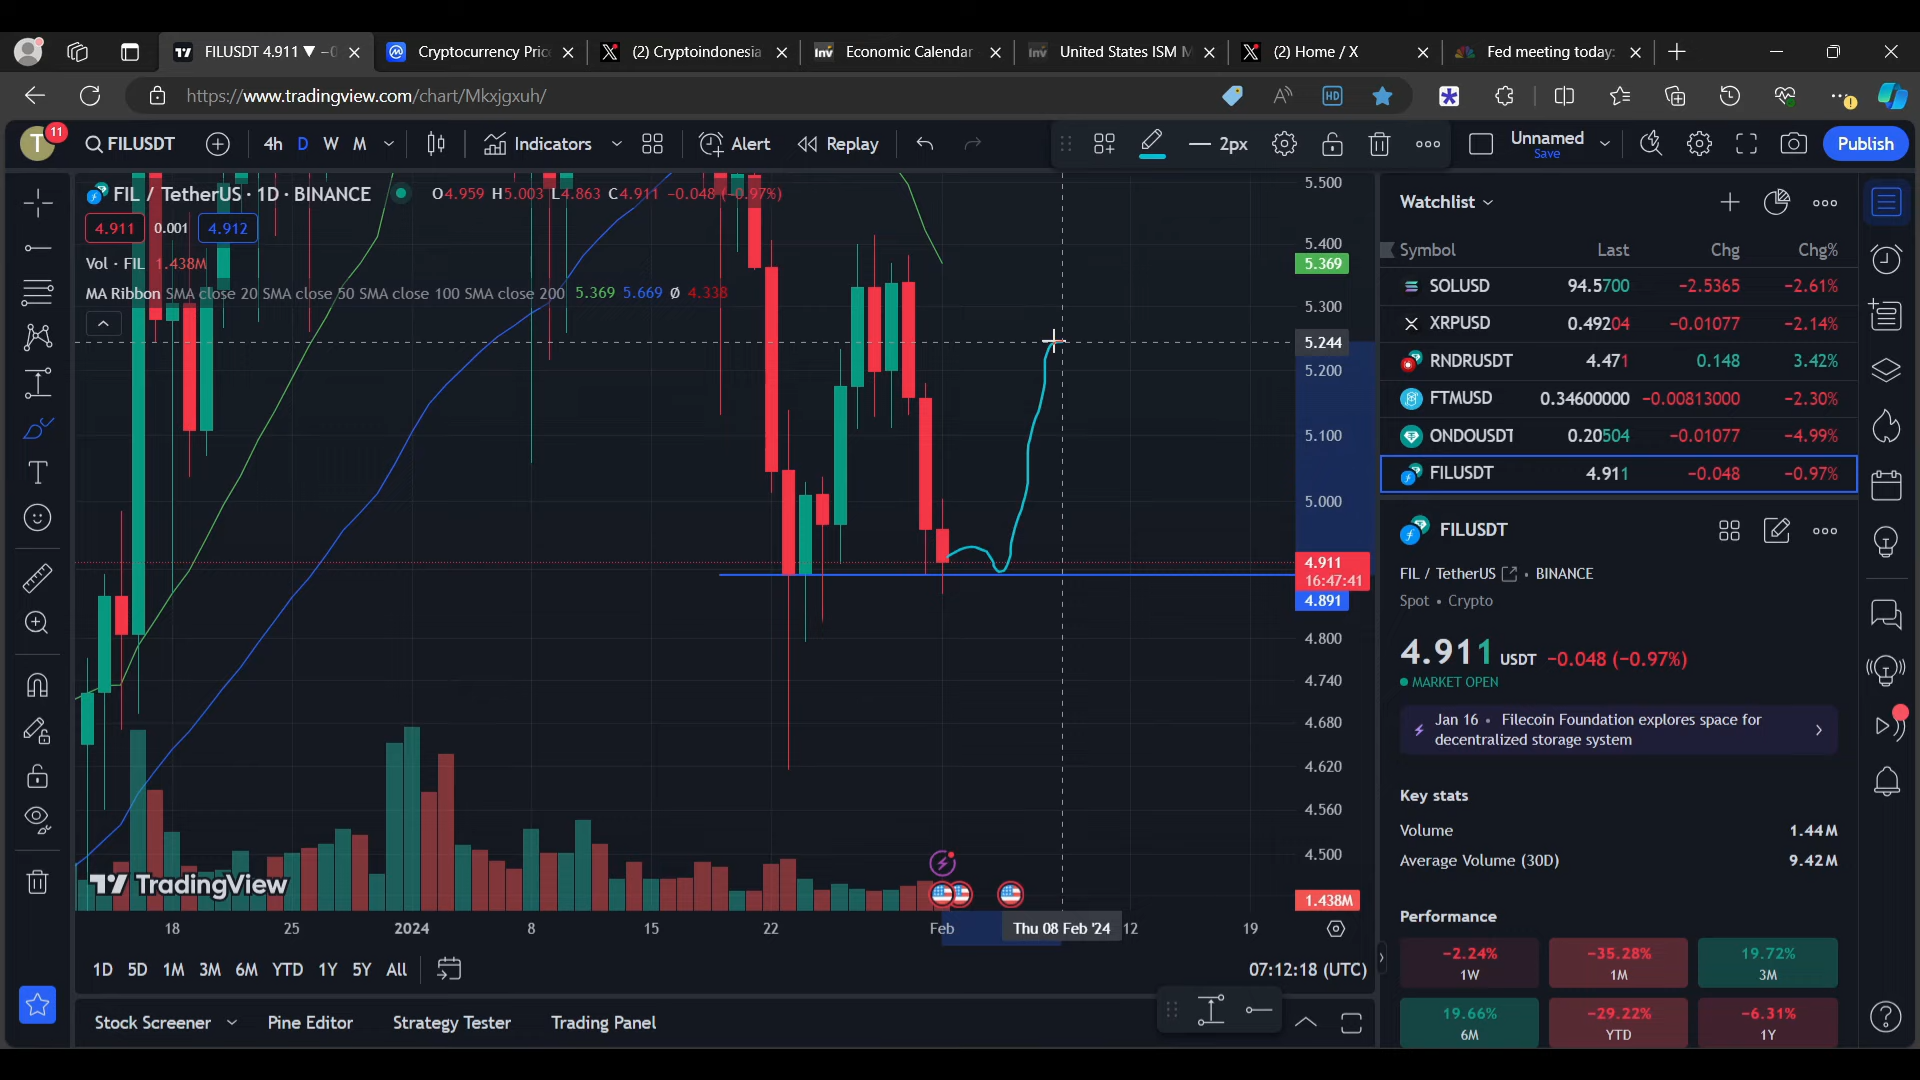 FILUSDT 4.911 ▼ −0
Cryptocurrency Pric
(2) Cryptoindonesia
Economic Calendar
United States ISM M
(2) Home / X
Fed meeting today:
https://www.tradingview.com/chart/Mkxjgxuh/
T 11
FILUSDT
4h D W M
Indicators
Alert
Replay
2px
Unnamed
Save
Publish
FIL / TetherUS · 1D · BINANCE
O4.959 H5.003 L4.863 C4.911 −0.048 (−0.97%)
4.911 0.001 4.912
Vol · FIL 1.438M
MA Ribbon SMA close 20 SMA close 50 SMA close 100 SMA close 200 5.369 5.669 Ø 4.338
5.500
5.400
5.369
5.300
5.244
5.200
5.100
5.000
4.911
16:47:41
4.891
4.800
4.740
4.680
4.620
4.560
4.500
1.438M
TradingView
18 25 2024 8 15 22 Feb Thu 08 Feb '24 12 19
1D 5D 1M 3M 6M YTD 1Y 5Y All
07:12:18 (UTC)
Stock Screener Pine Editor Strategy Tester Trading Panel
Watchlist
Symbol Last Chg Chg%
SOLUSD 94.5700 −2.5365 −2.61%
XRPUSD 0.49204 −0.01077 −2.14%
RNDRUSDT 4.471 0.148 3.42%
FTMUSD 0.34600000 −0.00813000 −2.30%
ONDOUSDT 0.20504 −0.01077 −4.99%
FILUSDT 4.911 −0.048 −0.97%
FILUSDT
FIL / TetherUS • BINANCE
Spot • Crypto
4.911 USDT −0.048 (−0.97%)
MARKET OPEN
Jan 16 • Filecoin Foundation explores space for
decentralized storage system
Key stats
Volume 1.44M
Average Volume (30D) 9.42M
Performance
−2.24% −35.28% 19.72%
1W 1M 3M
19.66% −29.22% −6.31%
6M YTD 1Y